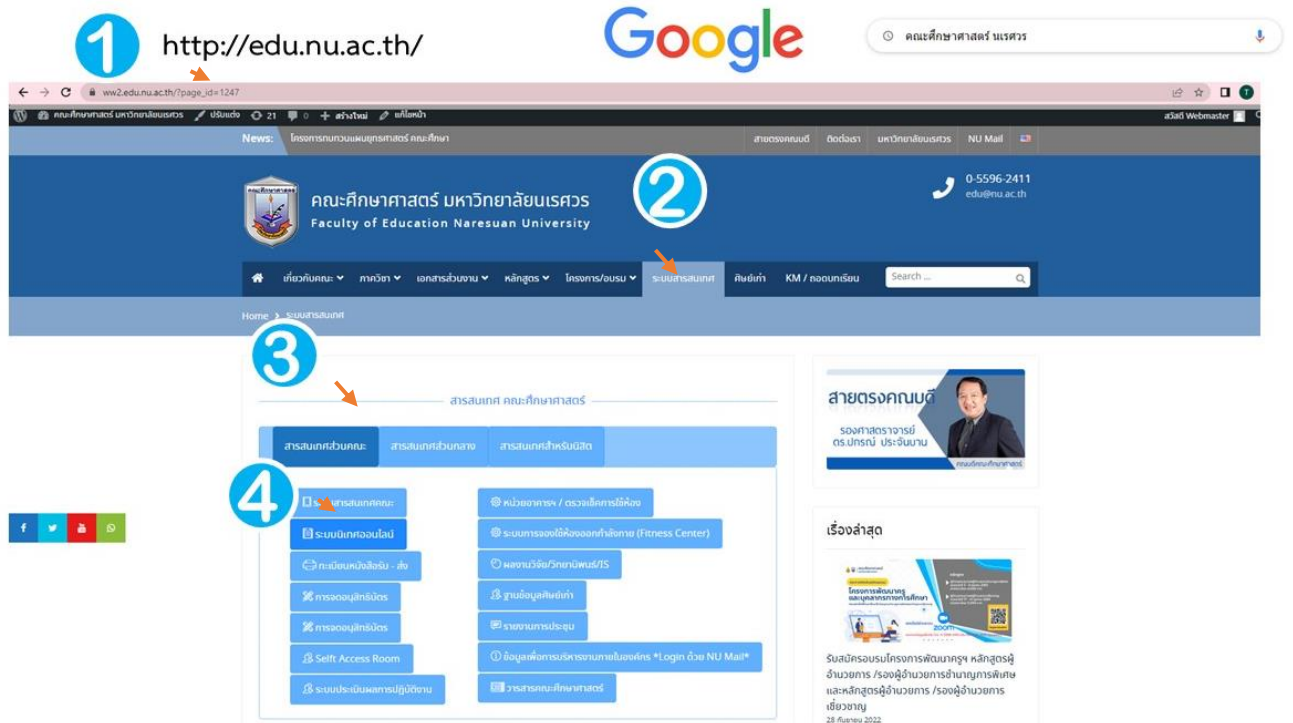 1 http://edu.nu.ac.th/
Google
คณะศึกษาศาสตร์ นเรศวร
ww2.edu.nu.ac.th/?page_id=1247
คณะศึกษาศาสตร์ มหาวิทยาลัยนเรศวร ปรับแต่ง 21 0 สร้างใหม่ แก้ไขหน้า
สวัสดี Webmaster
News: โครงการทบทวนแผนยุทธศาสตร์ คณะศึกษา
สายตรงคณบดี ติดต่อเรา มหาวิทยาลัยนเรศวร NU Mail
2
คณะศึกษาศาสตร์ มหาวิทยาลัยนเรศวร
Faculty of Education Naresuan University
0-5596-2411
edu@nu.ac.th
เกี่ยวกับคณะ ภาควิชา เอกสารส่วนงาน หลักสูตร โครงการ/อบรม ระบบสารสนเทศ ศิษย์เก่า KM / ถอดบทเรียน Search ...
Home ระบบสารสนเทศ
3
สารสนเทศ คณะศึกษาศาสตร์
สารสนเทศส่วนคณะ สารสนเทศส่วนกลาง สารสนเทศสำหรับนิสิต
4
ระบบสารสนเทศคณะ
ระบบนิเทศออนไลน์
ทะเบียนหนังสือรับ - ส่ง
การจดอนุสิทธิบัตร
การจดอนุสิทธิบัตร
Selft Access Room
ระบบประเมินผลการปฏิบัติงาน
หน่วยอาคารฯ / ตรวจเช็คการใช้ห้อง
ระบบการจองใช้ห้องออกกำลังกาย (Fitness Center)
ผลงานวิจัย/วิทยานิพนธ์/IS
ฐานข้อมูลศิษย์เก่า
รายงานการประชุม
ข้อมูลเพื่อการบริหารงานภายในองค์กร *Login ด้วย NU Mail*
วารสารคณะศึกษาศาสตร์
สายตรงคณบดี
รองศาสตราจารย์
ดร.ปกรณ์ ประจันบาน
คณบดีคณะศึกษาศาสตร์
เรื่องล่าสุด
โครงการพัฒนาครู
และบุคลากรทางการศึกษา
zoom
รับสมัครอบรมโครงการพัฒนาครูฯ หลักสูตรผู้
อำนวยการ /รองผู้อำนวยการชำนาญการพิเศษ
และหลักสูตรผู้อำนวยการ /รองผู้อำนวยการ
เชี่ยวชาญ
28 กันยายน 2022